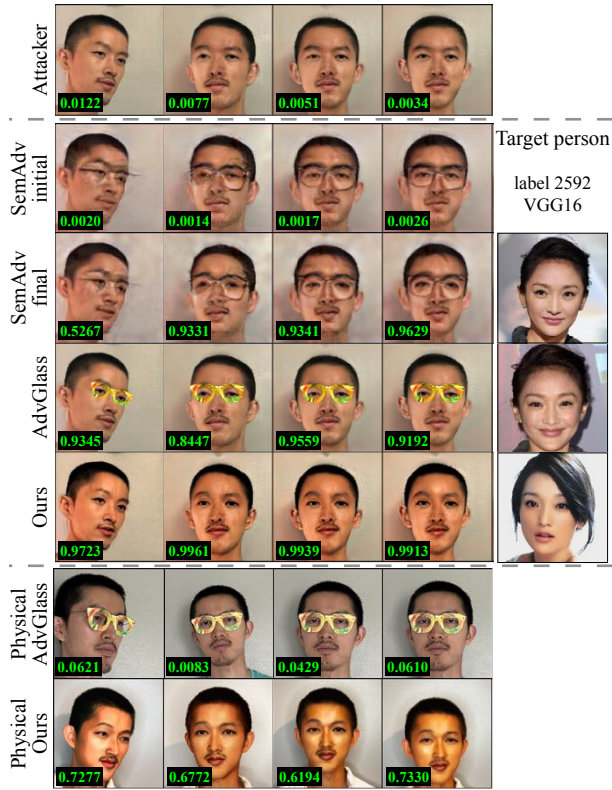 Attacker
0.0122 0.0077 0.0051 0.0034
SemAdv
initial
0.0020 0.0014 0.0017 0.0026
Target person
label 2592
VGG16
SemAdv
final
0.5267 0.9331 0.9341 0.9629
AdvGlass
0.9345 0.8447 0.9559 0.9192
Ours
0.9723 0.9961 0.9939 0.9913
Physical
AdvGlass
0.0621 0.0083 0.0429 0.0610
Physical
Ours
0.7277 0.6772 0.6194 0.7330